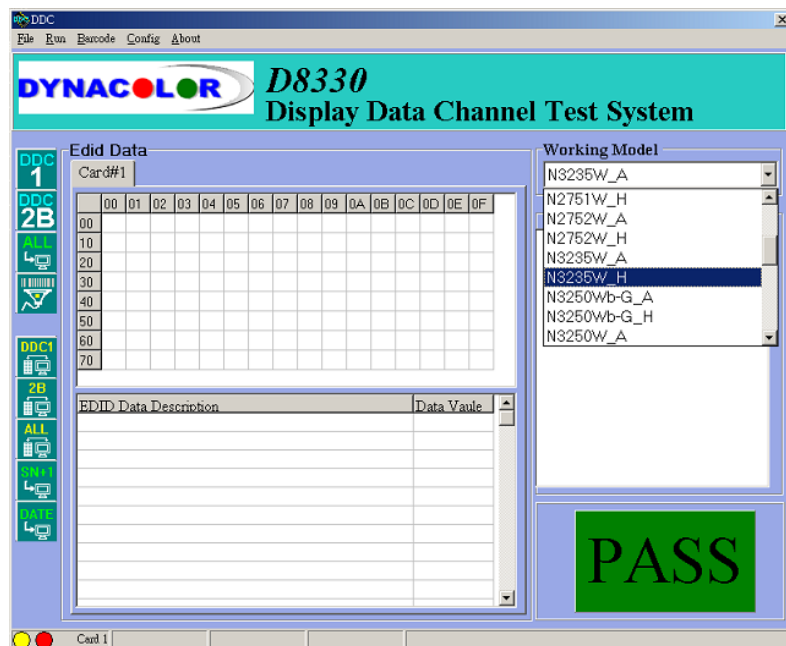 DDC
File Run Barcode Config About
DYNACOLOR
D8330
Display Data Channel Test System
DDC
1
DDC
2B
ALL
DDC1
2B
ALL
SN+1
DATE
Edid Data
Card#1
00 01 02 03 04 05 06 07 08 09 0A 0B 0C 0D 0E 0F
00
10
20
30
40
50
60
70
EDID Data Description Data Vaule
Working Model
N3235W_A
N2751W_H
N2752W_A
N2752W_H
N3235W_A
N3235W_H
N3250Wb-G_A
N3250Wb-G_H
N3250W_A
PASS
Card 1